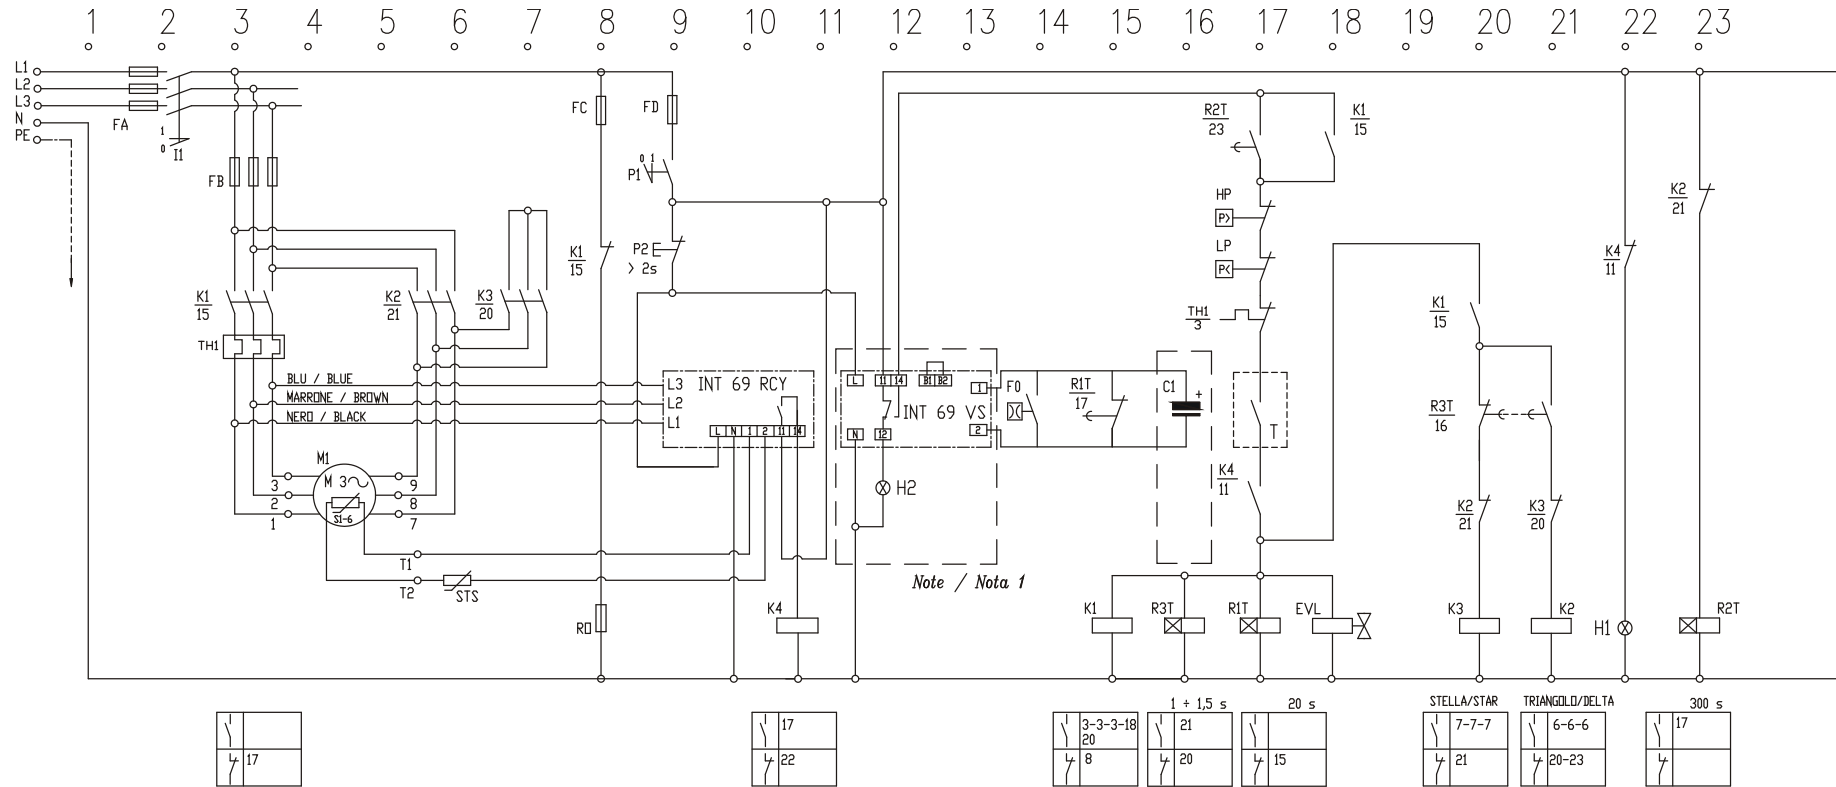 1 2 3 4 5 6 7 8 9 10 11 12 13 14 15 16 17 18 19 20 21 22 23
L1
L2
L3
N
PE
FA
1
0
I1
FB
FC
FD
0 1
P1
P2
> 2s
K1
15
K1
15
K2
21
K3
20
TH1
BLU / BLUE
MARRONE / BROWN
NERO / BLACK
L3
L2
L1
INT 69 RCY
L N 1 2 11 14
M1
M 3
S1-6
3
2
1
9
8
7
T1
T2
STS
RO
K4
L 11 14 B1 B2
1
INT 69 VS
N 12
2
H2
Note / Nota 1
FO
R1T
17
C1
+
R2T
23
K1
15
HP
P>
LP
P<
TH1
3
T
K4
11
K1
15
R3T
16
K2
21
K3
20
K4
11
K2
21
K1
R3T
R1T
EVL
K3
K2
H1
R2T
1 ÷ 1,5 s
20 s
STELLA/STAR
TRIANGOLO/DELTA
300 s
17
17
22
3-3-3-18
20
8
21
20
15
7-7-7
21
6-6-6
20-23
17